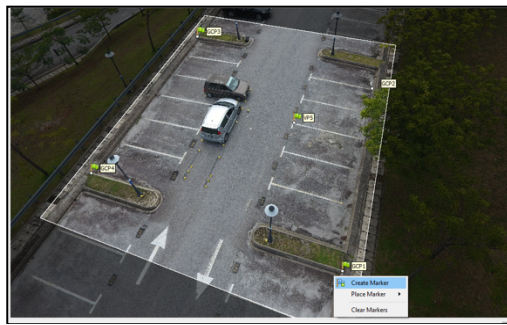 GCP3
GCP2
VP5
GCP4
GCP1
Create Marker
Place Marker
Clear Markers